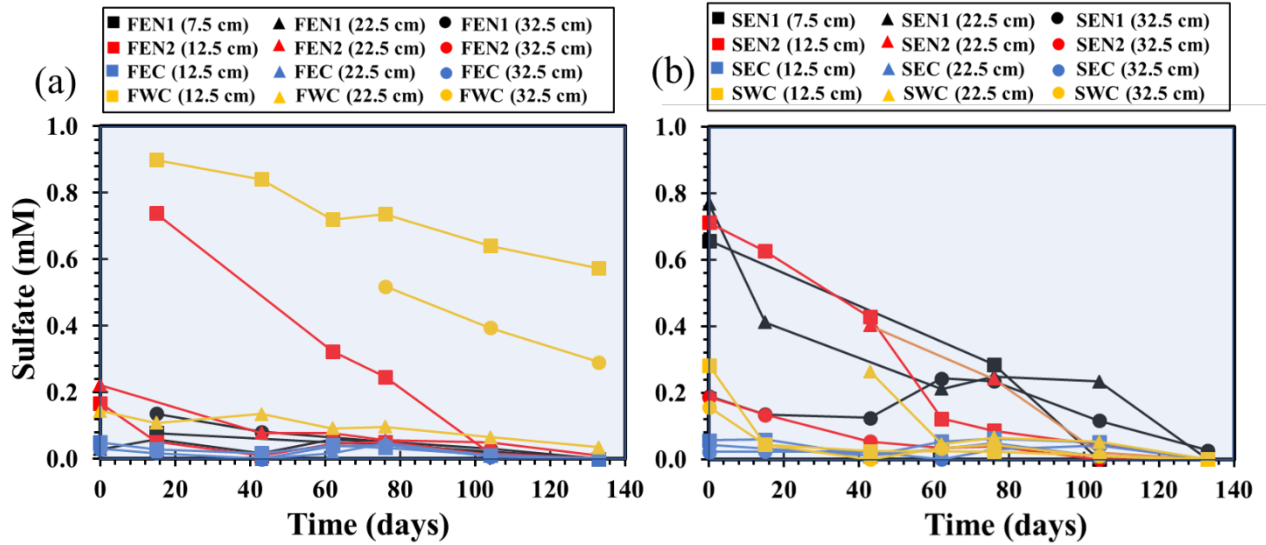 FEN1 (7.5 cm) FEN1 (22.5 cm) FEN1 (32.5 cm)
FEN2 (12.5 cm) FEN2 (22.5 cm) FEN2 (32.5 cm)
FEC (12.5 cm) FEC (22.5 cm) FEC (32.5 cm)
FWC (12.5 cm) FWC (22.5 cm) FWC (32.5 cm)
(a)
Sulfate (mM)
1.0
0.8
0.6
0.4
0.2
0.0
0 20 40 60 80 100 120 140
Time (days)
SEN1 (7.5 cm) SEN1 (22.5 cm) SEN1 (32.5 cm)
SEN2 (12.5 cm) SEN2 (22.5 cm) SEN2 (32.5 cm)
SEC (12.5 cm) SEC (22.5 cm) SEC (32.5 cm)
SWC (12.5 cm) SWC (22.5 cm) SWC (32.5 cm)
(b)
1.0
0.8
0.6
0.4
0.2
0.0
0 20 40 60 80 100 120 140
Time (days)